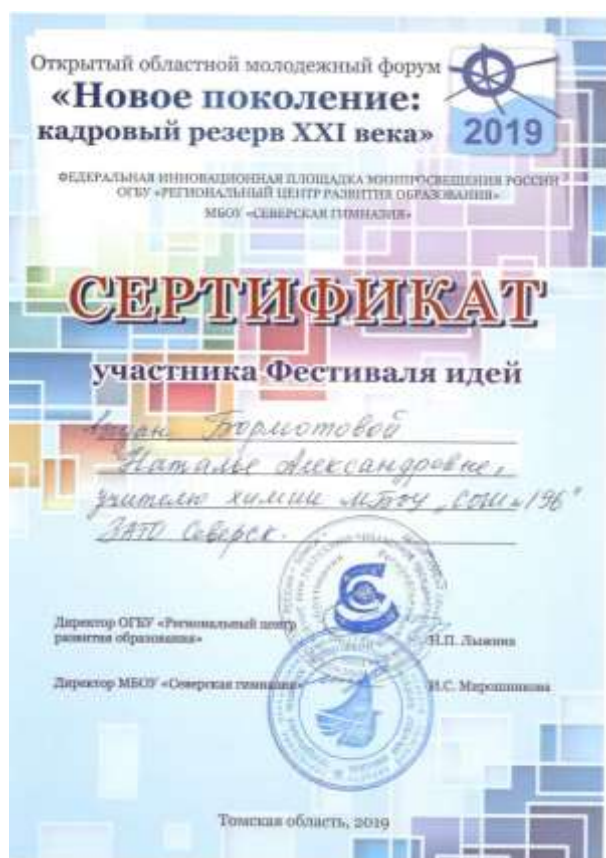 Открытый областной молодежный форум
«Новое поколение:
кадровый резерв XXI века»
2019
ФЕДЕРАЛЬНАЯ ИННОВАЦИОННАЯ ПЛОЩАДКА МИНПРОСВЕЩЕНИЯ РОССИИ
ОГБУ «РЕГИОНАЛЬНЫЙ ЦЕНТР РАЗВИТИЯ ОБРАЗОВАНИЯ»
МБОУ «СЕВЕРСКАЯ ГИМНАЗИЯ»
СЕРТИФИКАТ
участника Фестиваля идей
Бормотовой
Наталье Александровне,
учителю химии МБОУ „СОШ №196"
ЗАТО Северск.
Директор ОГБУ «Региональный центр
развития образования»
Н.П. Лыжина
Директор МБОУ «Северская гимназия»
И.С. Мирошникова
Томская область, 2019